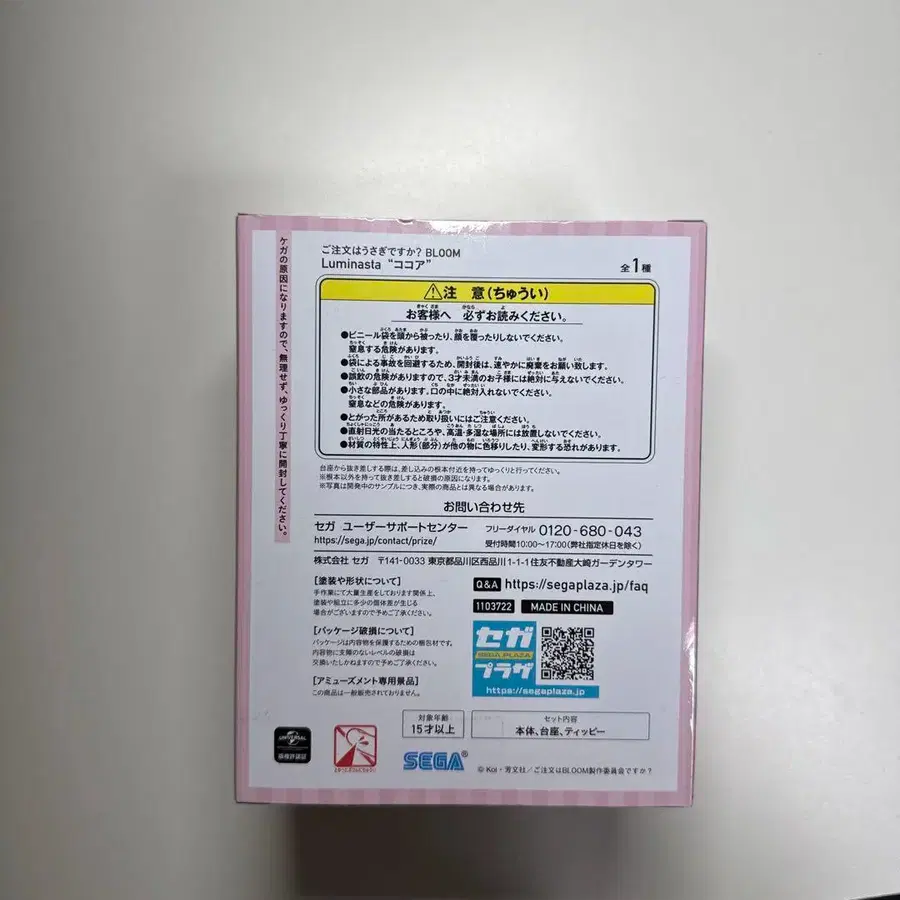 ケガの原因になりますので、無理せず、ゆっくり丁寧に開封してください。
ご注文はうさぎですか? BLOOM
Luminasta “ココア”
全1種
注 意(ちゅうい)
お客様へ 必ずお読みください。
●ビニール袋を頭から被ったり、顔を覆ったりしないでください。
窒息する危険があります。
●袋による事故を回避するため、開封後は、速やかに廃棄をお願い致します。
●誤飲の危険がありますので、3才未満のお子様には絶対に与えないでください。
●小さな部品があります。口の中に絶対入れないでください。
窒息などの危険があります。
●とがった所があるため取り扱いにはご注意ください。
●直射日光の当たるところや、高温・多湿な場所には放置しないでください。
●材質の特性上、人形(部分)が他の物に色移りしたり、変形する恐れがあります。
台座から抜き差しする際は、差し込みの根本付近を持ってゆっくりと行ってください。
※根本以外を持って抜き差しすると破損の原因になります。
※写真は開発中のサンプルにつき、実際の商品とは異なる場合があります。
お問い合わせ先
セガ ユーザーサポートセンター
https://sega.jp/contact/prize/
フリーダイヤル 0120-680-043
受付時間10:00~17:00(弊社指定休日を除く)
株式会社 セガ 〒141-0033 東京都品川区西品川1-1-1住友不動産大崎ガーデンタワー
[塗装や形状について]
手作業にて大量生産をしております関係上、
塗装や組立に多少の個体差が生じる
場合がございますので予めご了承ください。
[パッケージ破損について]
パッケージは内容物を保護するための梱包材です。
内容物に支障のないレベルの破損は
交換いたしかねますので予めご了承ください。
[アミューズメント専用景品]
この商品は一般販売されておりません。
Q&A https://segaplaza.jp/faq
1103722 MADE IN CHINA
セガ
SEGA PLAZA
プラザ
https://segaplaza.jp
対象年齢
15才以上
セット内容
本体、台座、ティッピー
UNIVERSAL
SEGA®
© Koi・芳文社/ご注文はBLOOM製作委員会ですか?